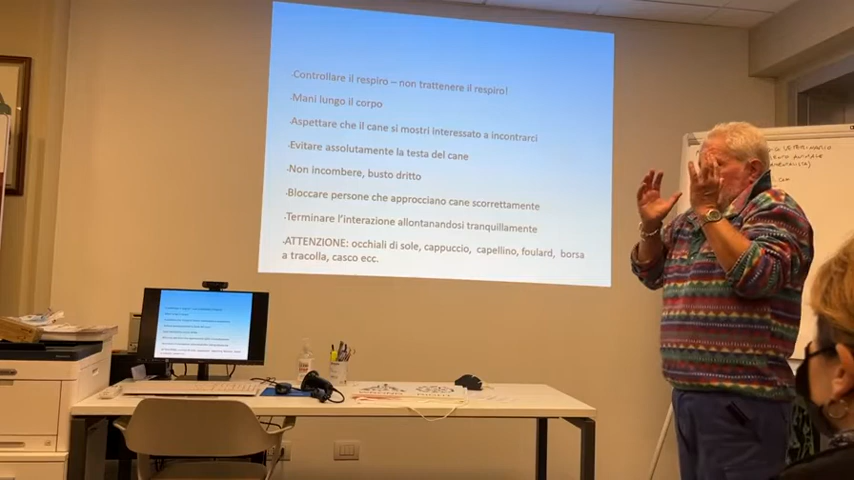 .Controllare il respiro – non trattenere il respiro!
.Mani lungo il corpo
.Aspettare che il cane si mostri interessato a incontrarci
.Evitare assolutamente la testa del cane
.Non incombere, busto dritto
.Bloccare persone che approcciano cane scorrettamente
.Terminare l'interazione allontanandosi tranquillamente
.ATTENZIONE: occhiali di sole, cappuccio, capellino, foulard, borsa
a tracolla, casco ecc.